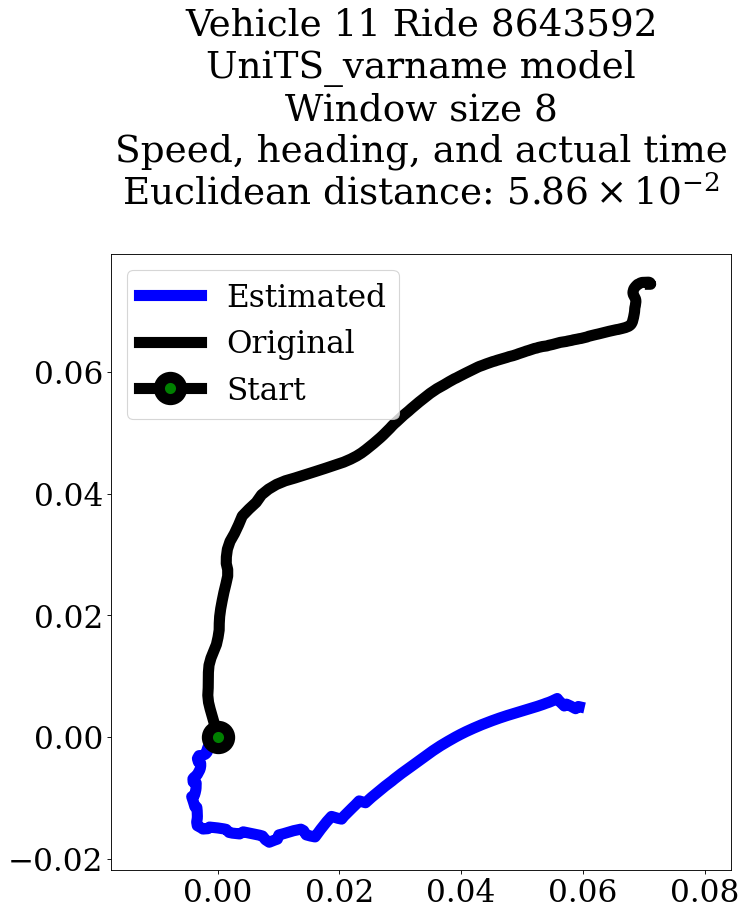 Vehicle 11 Ride 8643592
UniTS_varname model
Window size 8
Speed, heading, and actual time
Euclidean distance: 5.86 × 10⁻²
Estimated
Original
Start
0.06
0.04
0.02
0.00
−0.02
0.00 0.02 0.04 0.06 0.08